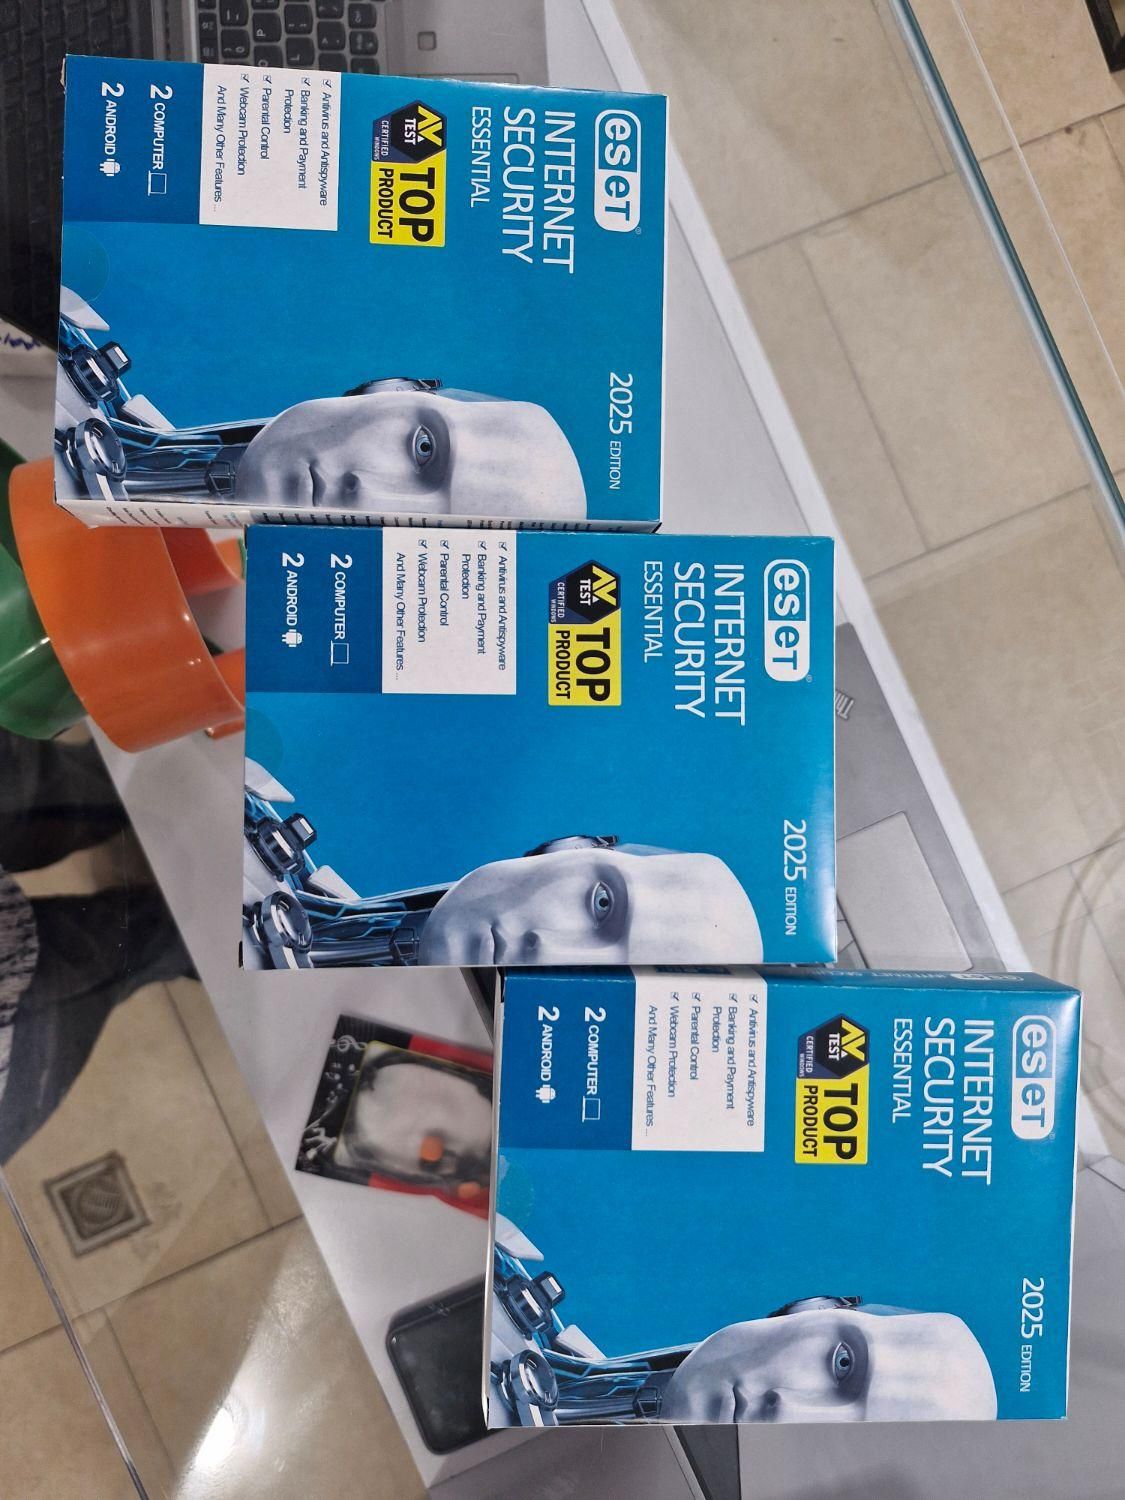 eset
INTERNET
SECURITY
ESSENTIAL
2025 EDITION
AV
TEST
CERTIFIED
WINDOWS
TOP
PRODUCT
Antivirus and Antispyware
Banking and Payment
Protection
Parental Control
Webcam Protection
And Many Other Features ...
2 COMPUTER
2 ANDROID
eset
INTERNET
SECURITY
ESSENTIAL
2025 EDITION
AV
TEST
CERTIFIED
WINDOWS
TOP
PRODUCT
Antivirus and Antispyware
Banking and Payment
Protection
Parental Control
Webcam Protection
And Many Other Features ...
2 COMPUTER
2 ANDROID
eset
INTERNET
SECURITY
ESSENTIAL
2025 EDITION
AV
TEST
CERTIFIED
WINDOWS
TOP
PRODUCT
Antivirus and Antispyware
Banking and Payment
Protection
Parental Control
Webcam Protection
And Many Other Features ...
2 COMPUTER
2 ANDROID